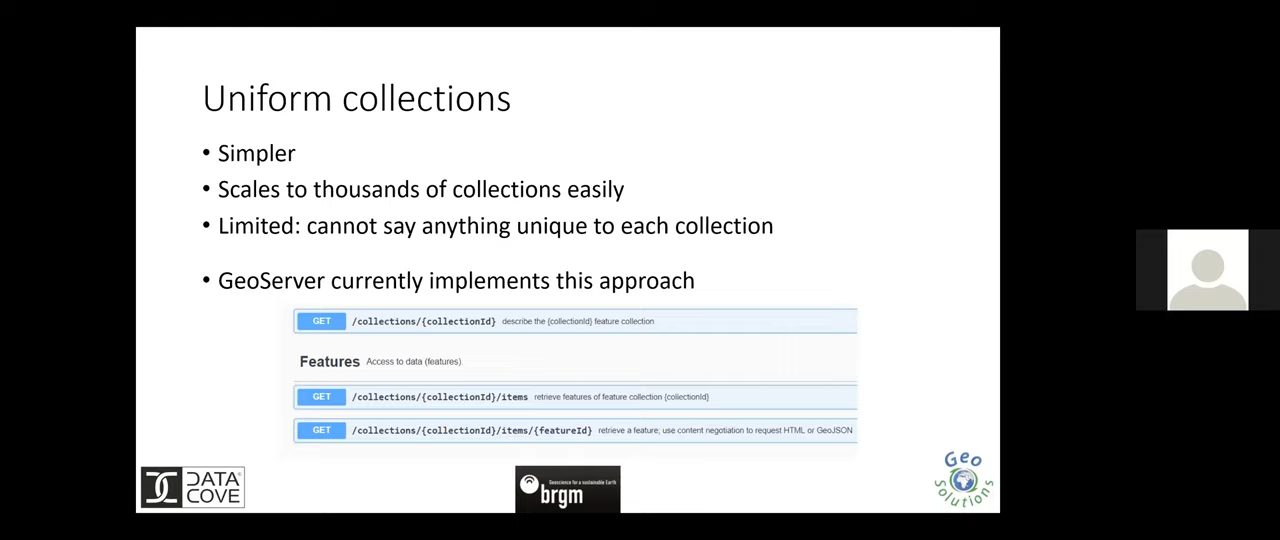 Uniform collections
• Simpler
• Scales to thousands of collections easily
• Limited: cannot say anything unique to each collection
• GeoServer currently implements this approach
GET /collections/{collectionId} describe the {collectionId} feature collection
Features Access to data (features).
GET /collections/{collectionId}/items retrieve features of feature collection {collectionId}
GET /collections/{collectionId}/items/{featureId} retrieve a feature; use content negotiation to request HTML or GeoJSON
DATA
COVE
Geoscience for a sustainable Earth
brgm
Geo
Solutions